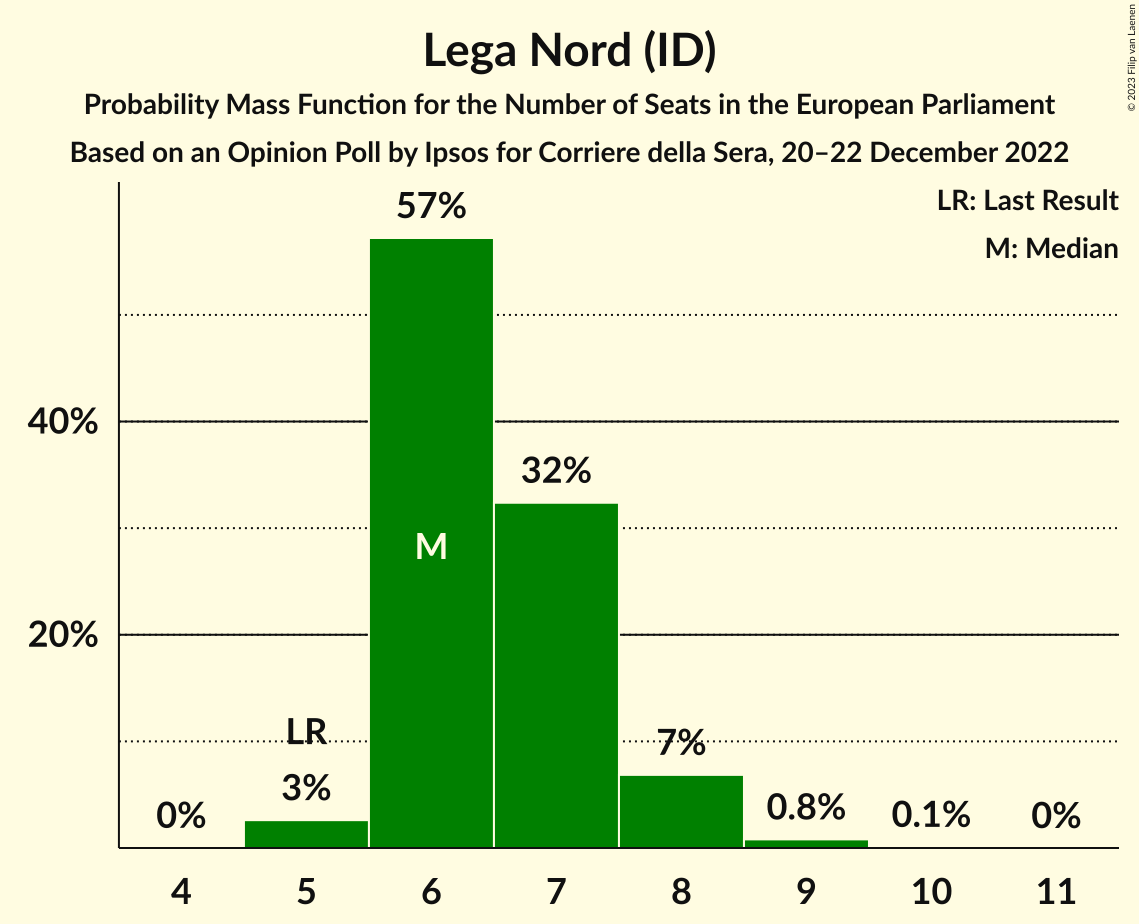 Lega Nord (ID)
Probability Mass Function for the Number of Seats in the European Parliament
Based on an Opinion Poll by Ipsos for Corriere della Sera, 20–22 December 2022
© 2023 Filip van Laenen
LR: Last Result
M: Median
57%
40%
32%
M
20%
LR
7%
3%
0%
0.8%
0.1%
0%
4 5 6 7 8 9 10 11